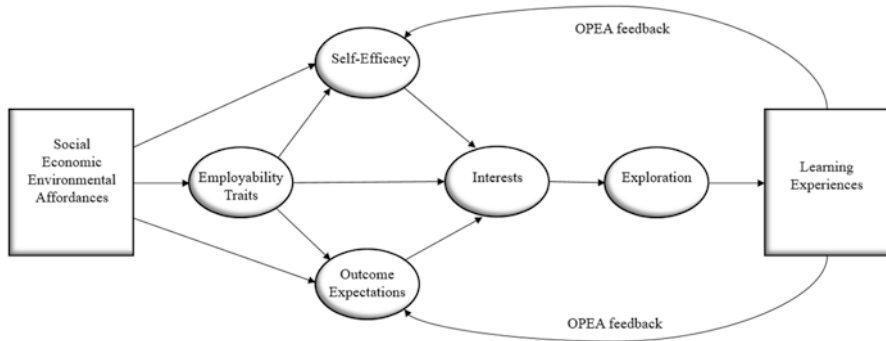 OPEA feedback
Self-Efficacy
Social
Economic
Environmental
Affordances
Employability
Traits
Interests
Exploration
Learning
Experiences
Outcome
Expectations
OPEA feedback